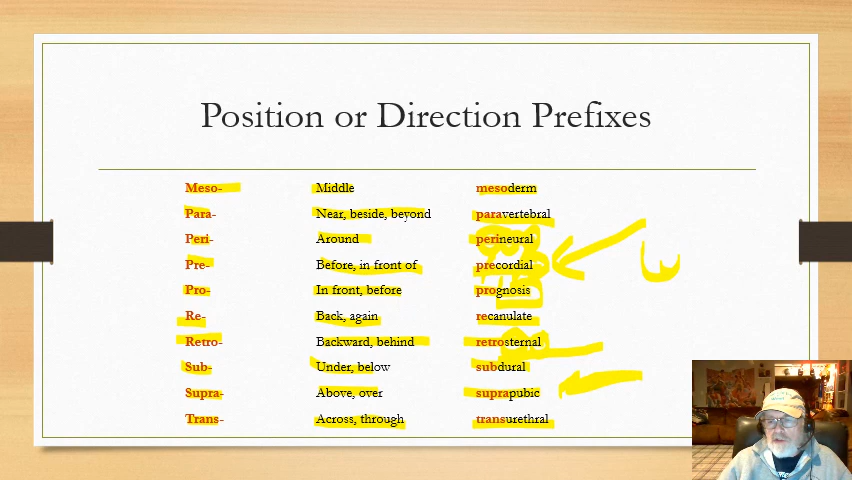 Position or Direction Prefixes
Meso- Middle mesoderm
Para- Near, beside, beyond paravertebral
Peri- Around perineural
Pre- Before, in front of precordial
Pro- In front, before prognosis
Re- Back, again recanulate
Retro- Backward, behind retrosternal
Sub- Under, below subdural
Supra- Above, over suprapubic
Trans- Across, through transurethral